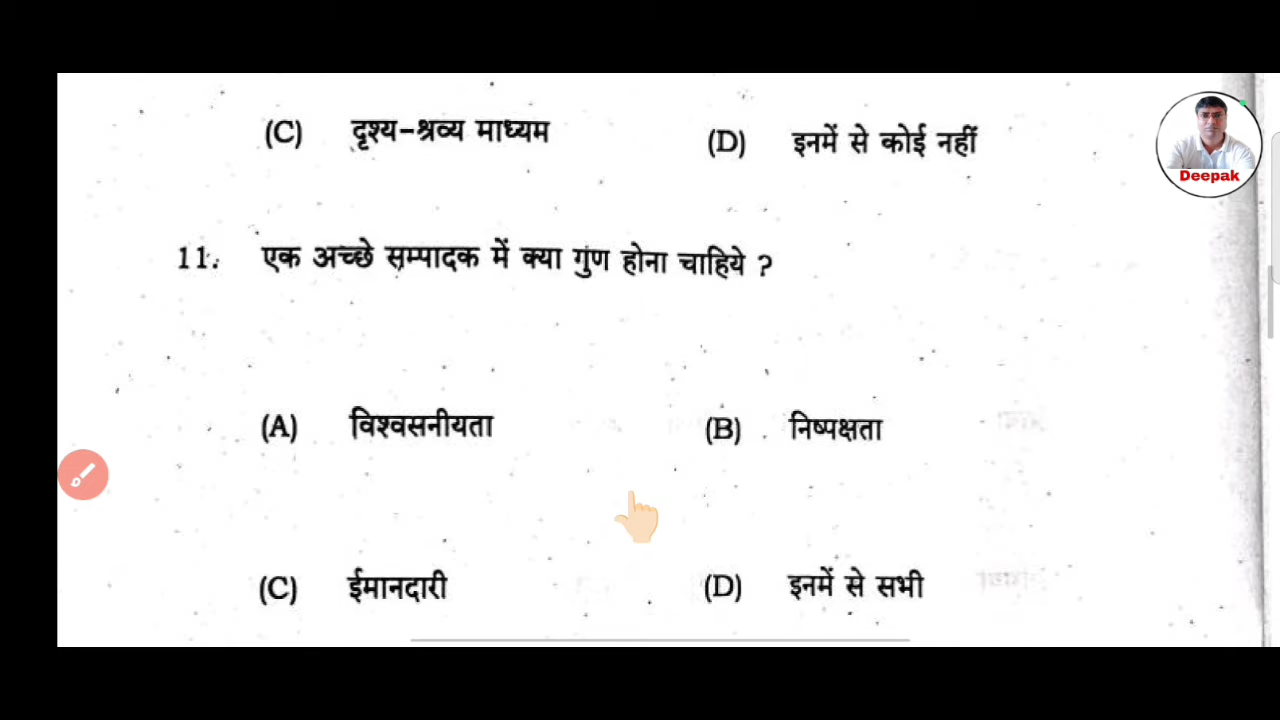 (C) दृश्य-श्रव्य माध्यम (D) इनमें से कोई नहीं
Deepak
11. एक अच्छे सम्पादक में क्या गुण होना चाहिये ?
(A) विश्वसनीयता (B) निष्पक्षता
(C) ईमानदारी (D) इनमें से सभी